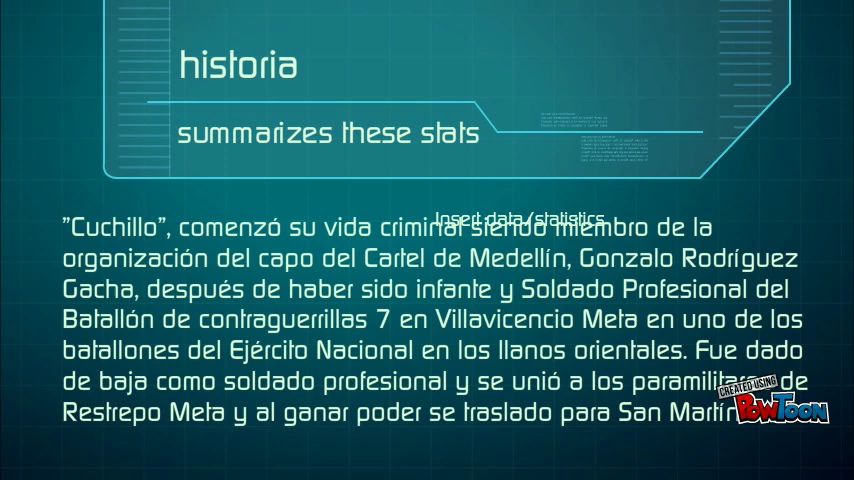 historia
summarizes these stats
Insert data/statistics
"Cuchillo", comenzó su vida criminal siendo miembro de la
organización del capo del Cartel de Medellín, Gonzalo Rodríguez
Gacha, después de haber sido infante y Soldado Profesional del
Batallón de contraguerrillas 7 en Villavicencio Meta en uno de los
batallones del Ejército Nacional en los llanos orientales. Fue dado
de baja como soldado profesional y se unió a los paramilitares de
Restrepo Meta y al ganar poder se traslado para San Martín
CREATED USING
POWTOON